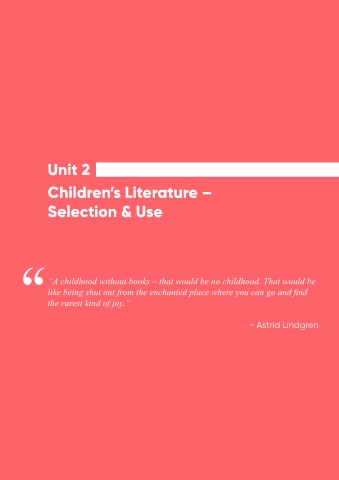 Unit 2
Children’s Literature –
Selection & Use
“
“A childhood without books – that would be no childhood. That would be
like being shut out from the enchanted place where you can go and find
the rarest kind of joy.”
- Astrid Lindgren